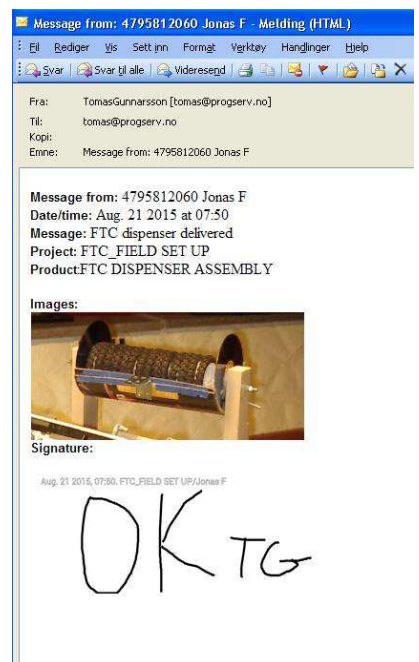 Message from: 4795812060 Jonas F - Melding (HTML)
Fil Rediger Vis Sett inn Format Verktøy Handlinger Hjelp
Svar Svar til alle Videresend
Fra: TomasGunnarsson [tomas@progserv.no]
Til: tomas@progserv.no
Kopi:
Emne: Message from: 4795812060 Jonas F
Message from: 4795812060 Jonas F
Date/time: Aug. 21 2015 at 07:50
Message: FTC dispenser delivered
Project: FTC_FIELD SET UP
Product:FTC DISPENSER ASSEMBLY
Images:
Signature:
Aug. 21 2015, 07:50, FTC_FIELD SET UP/Jonas F
OK TG